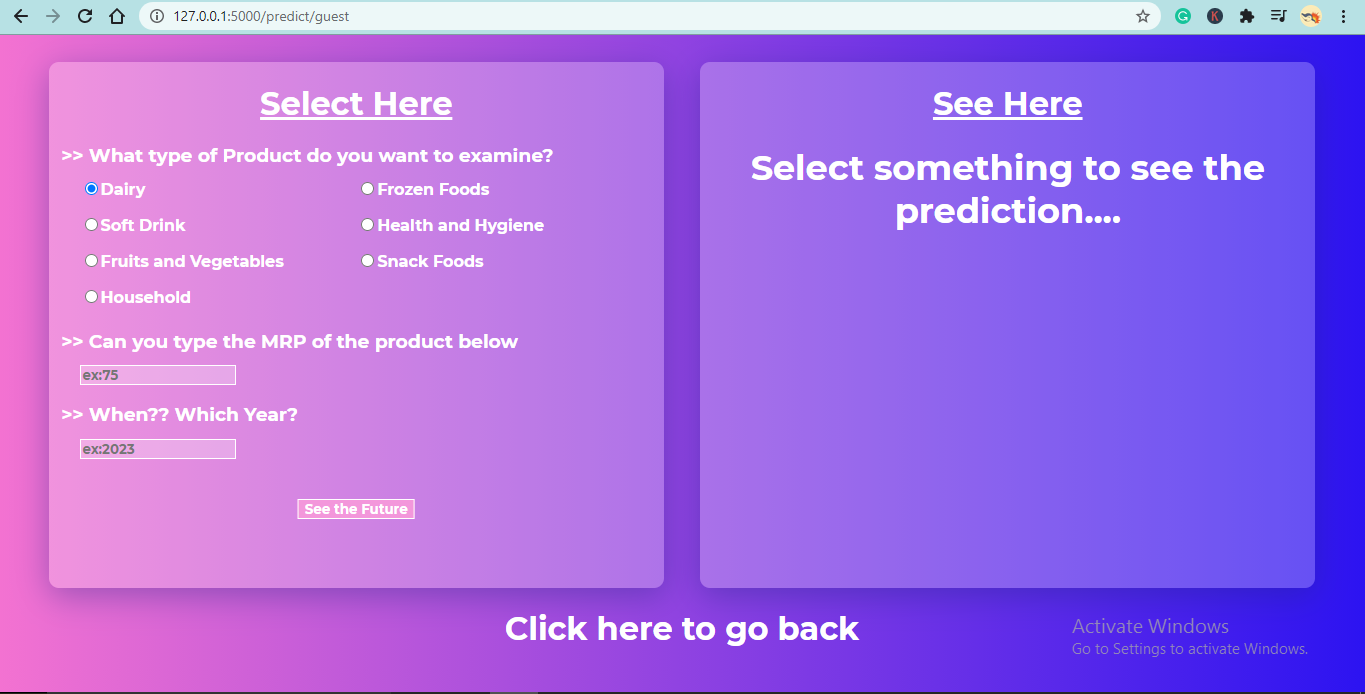 127.0.0.1:5000/predict/guest
Select Here
>> What type of Product do you want to examine?
Dairy
Frozen Foods
Soft Drink
Health and Hygiene
Fruits and Vegetables
Snack Foods
Household
>> Can you type the MRP of the product below
ex:75
>> When?? Which Year?
ex:2023
See the Future
See Here
Select something to see the
prediction....
Click here to go back
Activate Windows
Go to Settings to activate Windows.